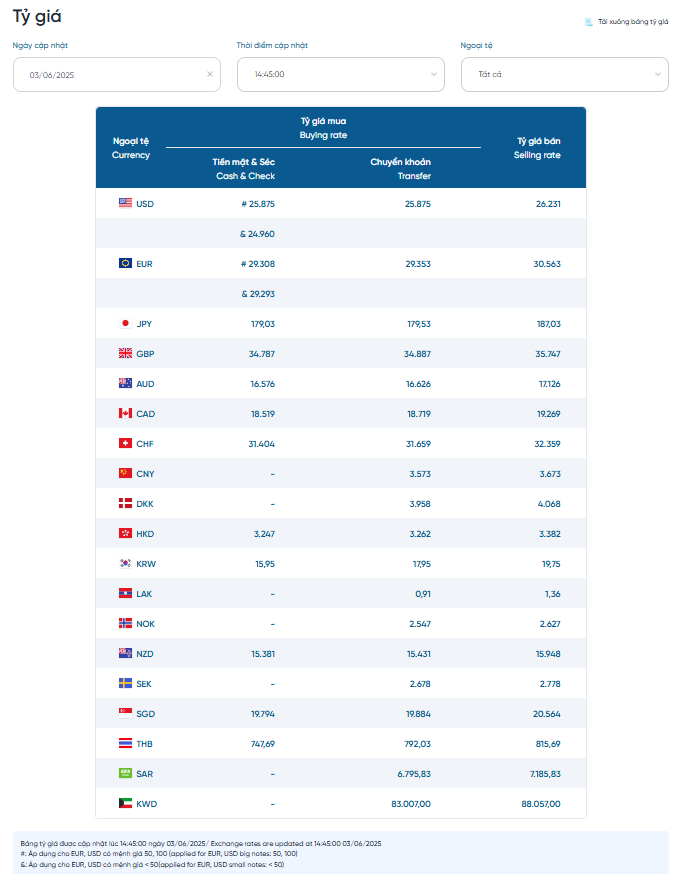 Tỷ giá
Tải xuống bảng tỷ giá
Ngày cập nhật Thời điểm cập nhật Ngoại tệ
03/06/2025 14:45:00 Tất cả
Ngoại tệ
Currency
Tỷ giá mua
Buying rate
Tỷ giá bán
Selling rate
Tiền mặt & Séc
Cash & Check
Chuyển khoản
Transfer
USD # 25.875 25.875 26.231
& 24.960
EUR # 29.308 29.353 30.563
& 29.293
JPY 179,03 179,53 187,03
GBP 34.787 34.887 35.747
AUD 16.576 16.626 17.126
CAD 18.519 18.719 19.269
CHF 31.404 31.659 32.359
CNY - 3.573 3.673
DKK - 3.958 4.068
HKD 3.247 3.262 3.382
KRW 15,95 17,95 19,75
LAK - 0,91 1,36
NOK - 2.547 2.627
NZD 15.381 15.431 15.948
SEK - 2.678 2.778
SGD 19.794 19.884 20.564
THB 747,69 792,03 815,69
SAR - 6.795,83 7.185,83
KWD - 83.007,00 88.057,00
Bảng tỷ giá được cập nhật lúc 14:45:00 ngày 03/06/2025/ Exchange rates are updated at 14:45:00 03/06/2025
#: Áp dụng cho EUR, USD có mệnh giá 50, 100 (applied for EUR, USD big notes: 50, 100)
&: Áp dụng cho EUR, USD có mệnh giá < 50(applied for EUR, USD small notes: < 50)